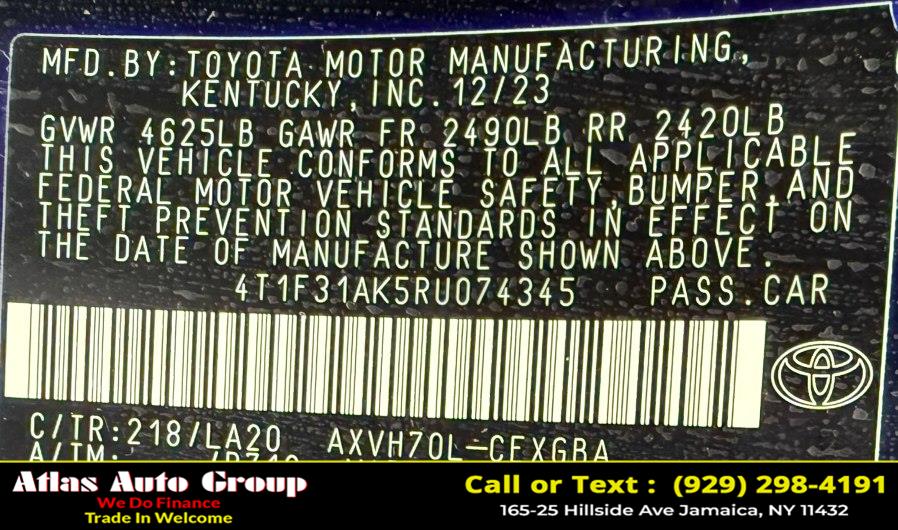 MFD.BY:TOYOTA MOTOR MANUFACTURING,
KENTUCKY,INC.12/23
GVWR 4625LB GAWR FR 2490LB RR 2420LB
THIS VEHICLE CONFORMS TO ALL APPLICABLE
FEDERAL MOTOR VEHICLE SAFETY,BUMPER,AND
THEFT PREVENTION STANDARDS IN EFFECT ON
THE DATE OF MANUFACTURE SHOWN ABOVE.
4T1F31AK5RU074345 PASS.CAR
C/TR:218/LA20 AXVH70L-CEXGBA
A/TM:
Atlas Auto Group
We Do Finance
Trade In Welcome
Call or Text : (929) 298-4191
165-25 Hillside Ave Jamaica, NY 11432